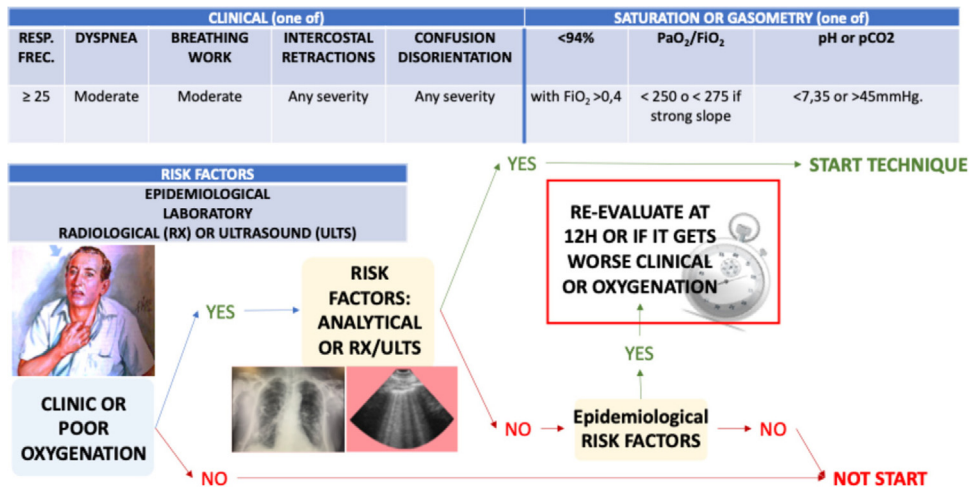 CLINICAL (one of)
SATURATION OR GASOMETRY (one of)
RESP. FREC.
DYSPNEA
BREATHING WORK
INTERCOSTAL RETRACTIONS
CONFUSION DISORIENTATION
<94%
PaO₂/FiO₂
pH or pCO2
≥ 25
Moderate
Moderate
Any severity
Any severity
with FiO₂ >0,4
< 250 o < 275 if strong slope
<7,35 or >45mmHg.
RISK FACTORS
EPIDEMIOLOGICAL
LABORATORY
RADIOLOGICAL (RX) OR ULTRASOUND (ULTS)
YES
START TECHNIQUE
RE-EVALUATE AT
12H OR IF IT GETS
WORSE CLINICAL
OR OXYGENATION
RISK
FACTORS:
ANALYTICAL
OR RX/ULTS
YES
YES
CLINIC OR
POOR
OXYGENATION
NO
Epidemiological
RISK FACTORS
NO
NO
NOT START